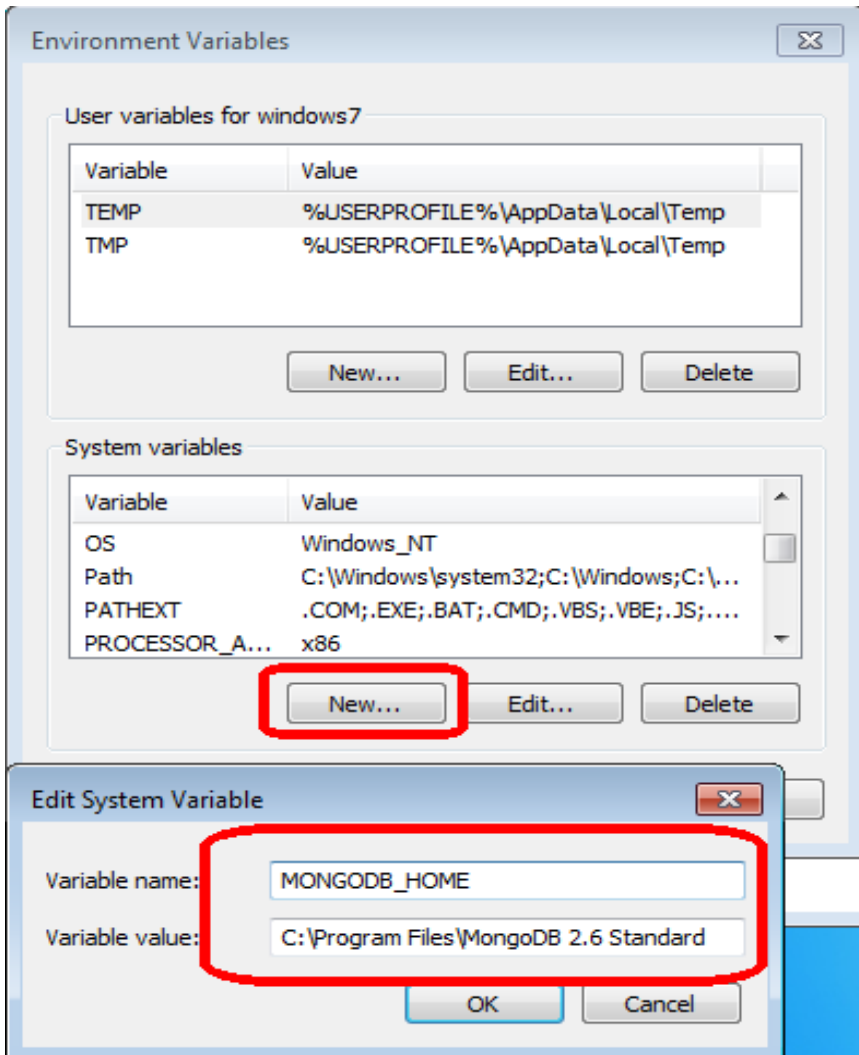 Environment Variables
User variables for windows7
Variable Value
TEMP %USERPROFILE%\AppData\Local\Temp
TMP %USERPROFILE%\AppData\Local\Temp
New... Edit... Delete
System variables
Variable Value
OS Windows_NT
Path C:\Windows\system32;C:\Windows;C:\...
PATHEXT .COM;.EXE;.BAT;.CMD;.VBS;.VBE;.JS;....
PROCESSOR_A... x86
New... Edit... Delete
Edit System Variable
Variable name: MONGODB_HOME
Variable value: C:\Program Files\MongoDB 2.6 Standard
OK Cancel